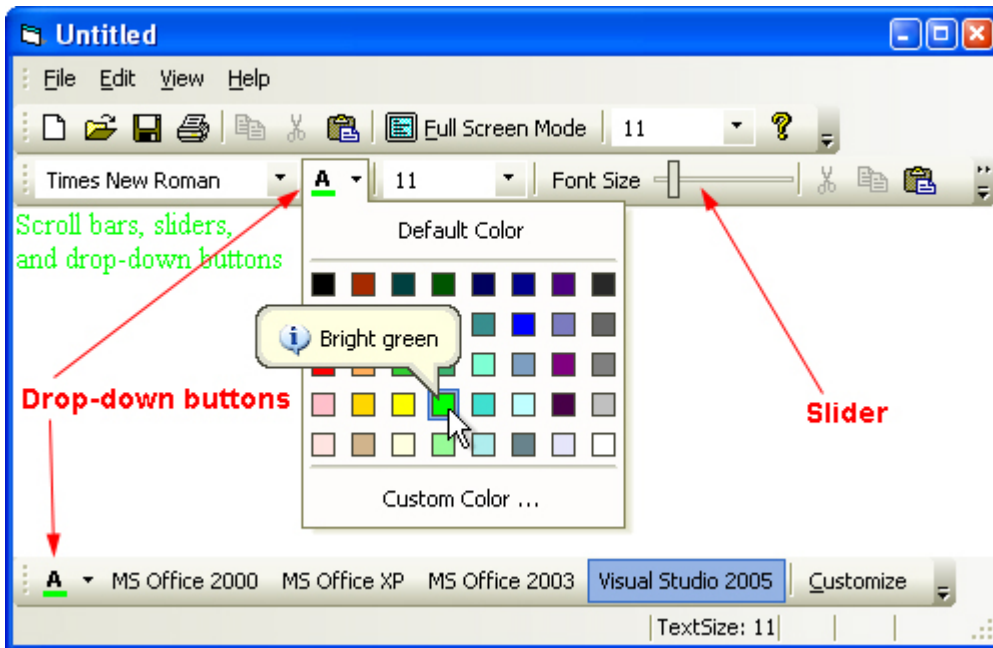 Untitled
File Edit View Help
Full Screen Mode 11
Times New Roman A 11 Font Size
Scroll bars, sliders,
and drop-down buttons
Default Color
Bright green
Drop-down buttons
Slider
Custom Color ...
A MS Office 2000 MS Office XP MS Office 2003 Visual Studio 2005 Customize
TextSize: 11